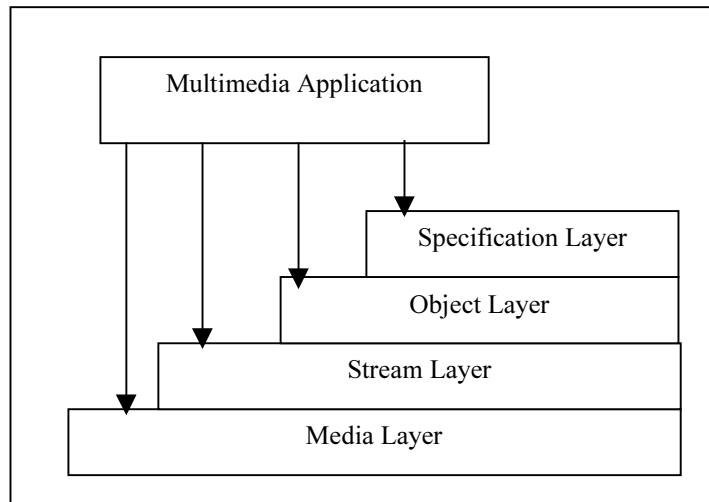 Multimedia Application
Specification Layer
Object Layer
Stream Layer
Media Layer